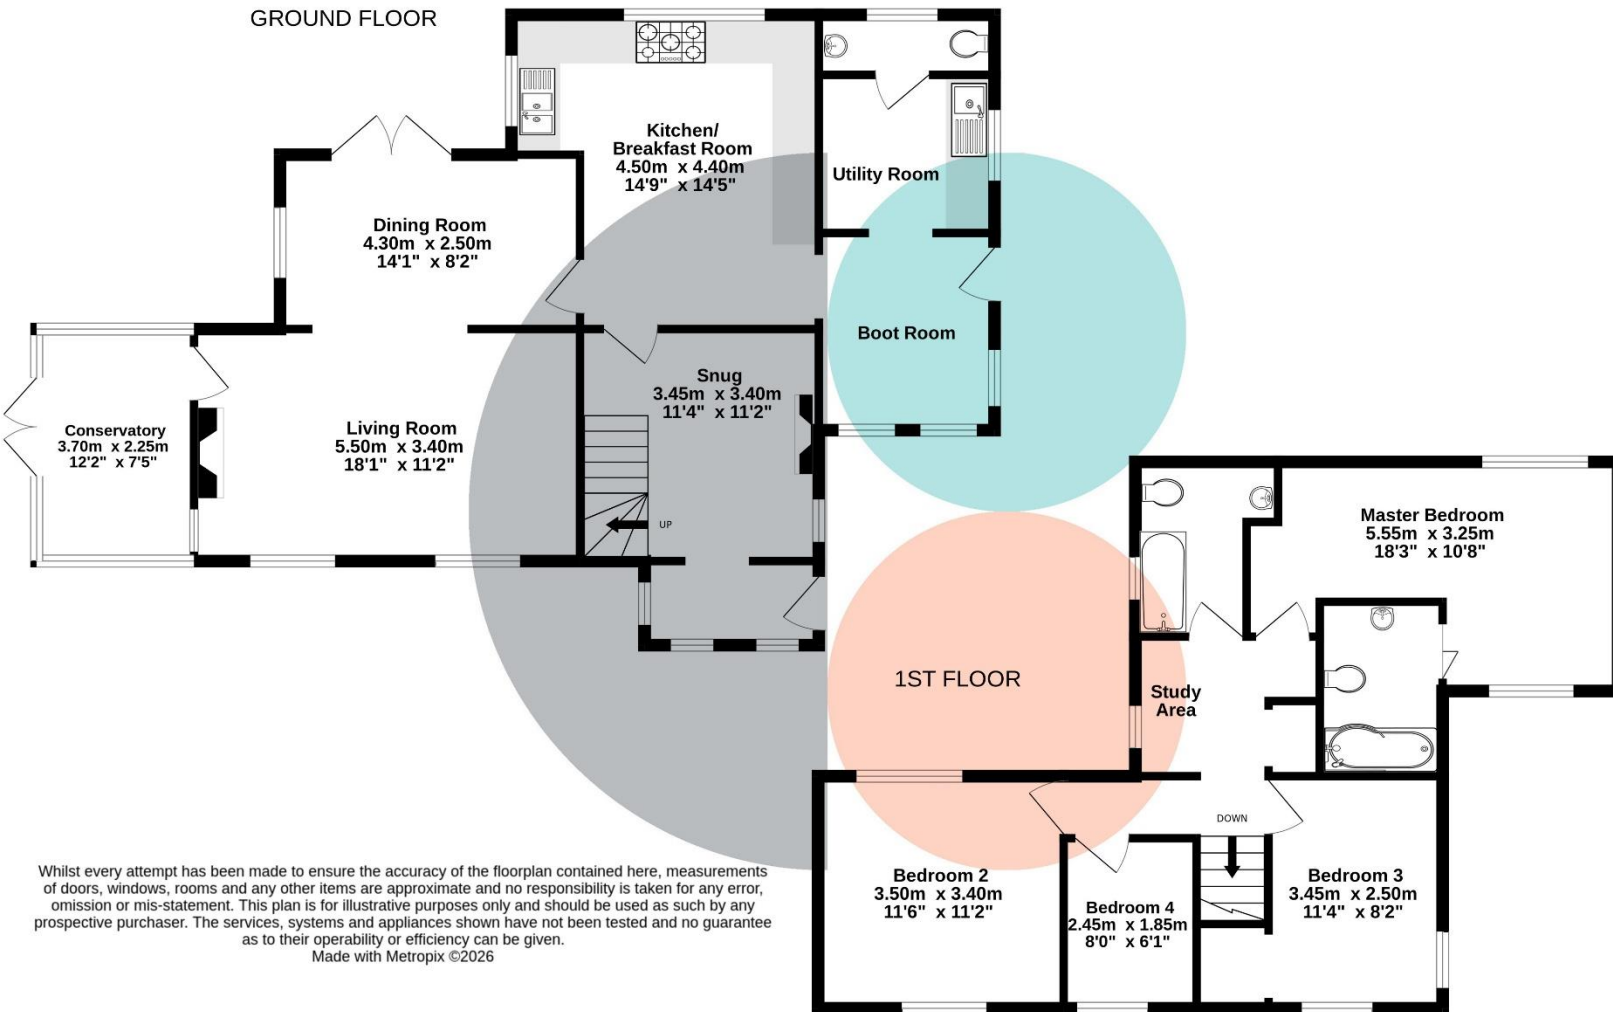 GROUND FLOOR
Kitchen/
Breakfast Room
4.50m x 4.40m
14'9" x 14'5"
Utility Room
Dining Room
4.30m x 2.50m
14'1" x 8'2"
Boot Room
Snug
3.45m x 3.40m
11'4" x 11'2"
Conservatory
3.70m x 2.25m
12'2" x 7'5"
Living Room
5.50m x 3.40m
18'1" x 11'2"
UP
1ST FLOOR
Master Bedroom
5.55m x 3.25m
18'3" x 10'8"
Study
Area
DOWN
Bedroom 2
3.50m x 3.40m
11'6" x 11'2"
Bedroom 4
2.45m x 1.85m
8'0" x 6'1"
Bedroom 3
3.45m x 2.50m
11'4" x 8'2"
Whilst every attempt has been made to ensure the accuracy of the floorplan contained here, measurements
of doors, windows, rooms and any other items are approximate and no responsibility is taken for any error,
omission or mis-statement. This plan is for illustrative purposes only and should be used as such by any
prospective purchaser. The services, systems and appliances shown have not been tested and no guarantee
as to their operability or efficiency can be given.
Made with Metropix ©2026